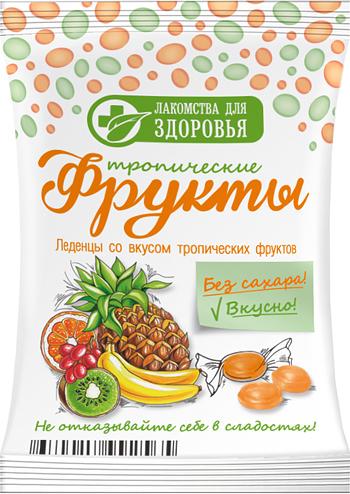 ЛАКОМСТВА ДЛЯ
ЗДОРОВЬЯ
тропические
Фрукты
Леденцы со вкусом тропических фруктов
Без сахара!
√ Вкусно!
Не отказывайте себе в сладостях!